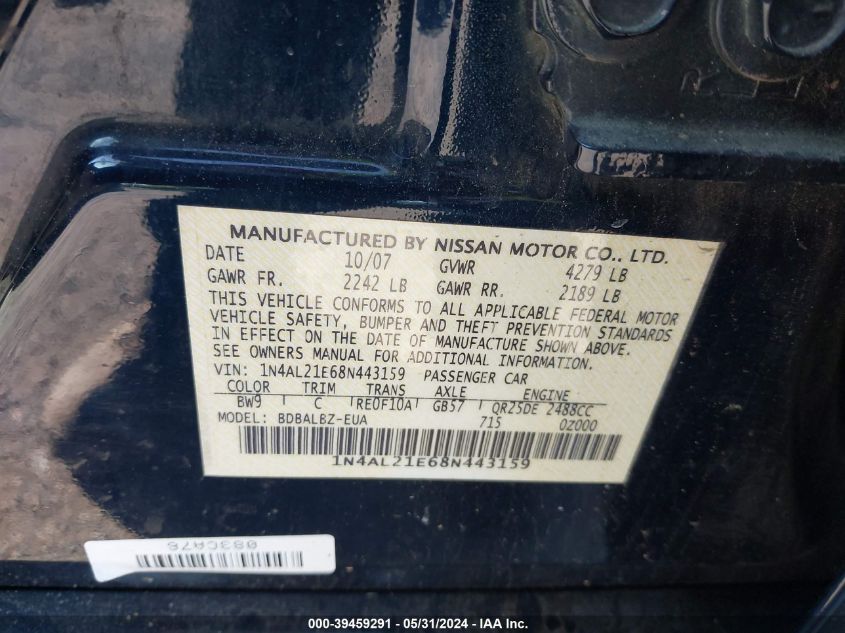 MANUFACTURED BY NISSAN MOTOR CO., LTD.
DATE 10/07 GVWR 4279 LB
GAWR FR. 2242 LB GAWR RR. 2189 LB
THIS VEHICLE CONFORMS TO ALL APPLICABLE FEDERAL MOTOR
VEHICLE SAFETY, BUMPER AND THEFT PREVENTION STANDARDS
IN EFFECT ON THE DATE OF MANUFACTURE SHOWN ABOVE.
SEE OWNERS MANUAL FOR ADDITIONAL INFORMATION.
VIN: 1N4AL21E68N443159 PASSENGER CAR
COLOR TRIM TRANS AXLE ENGINE
BW9 C RE0F10A GB57 QR25DE 2488CC
MODEL: BDBALBZ-EUA 715 0Z000
1N4AL21E68N443159
083CA76
000-39459291 - 05/31/2024 - IAA Inc.